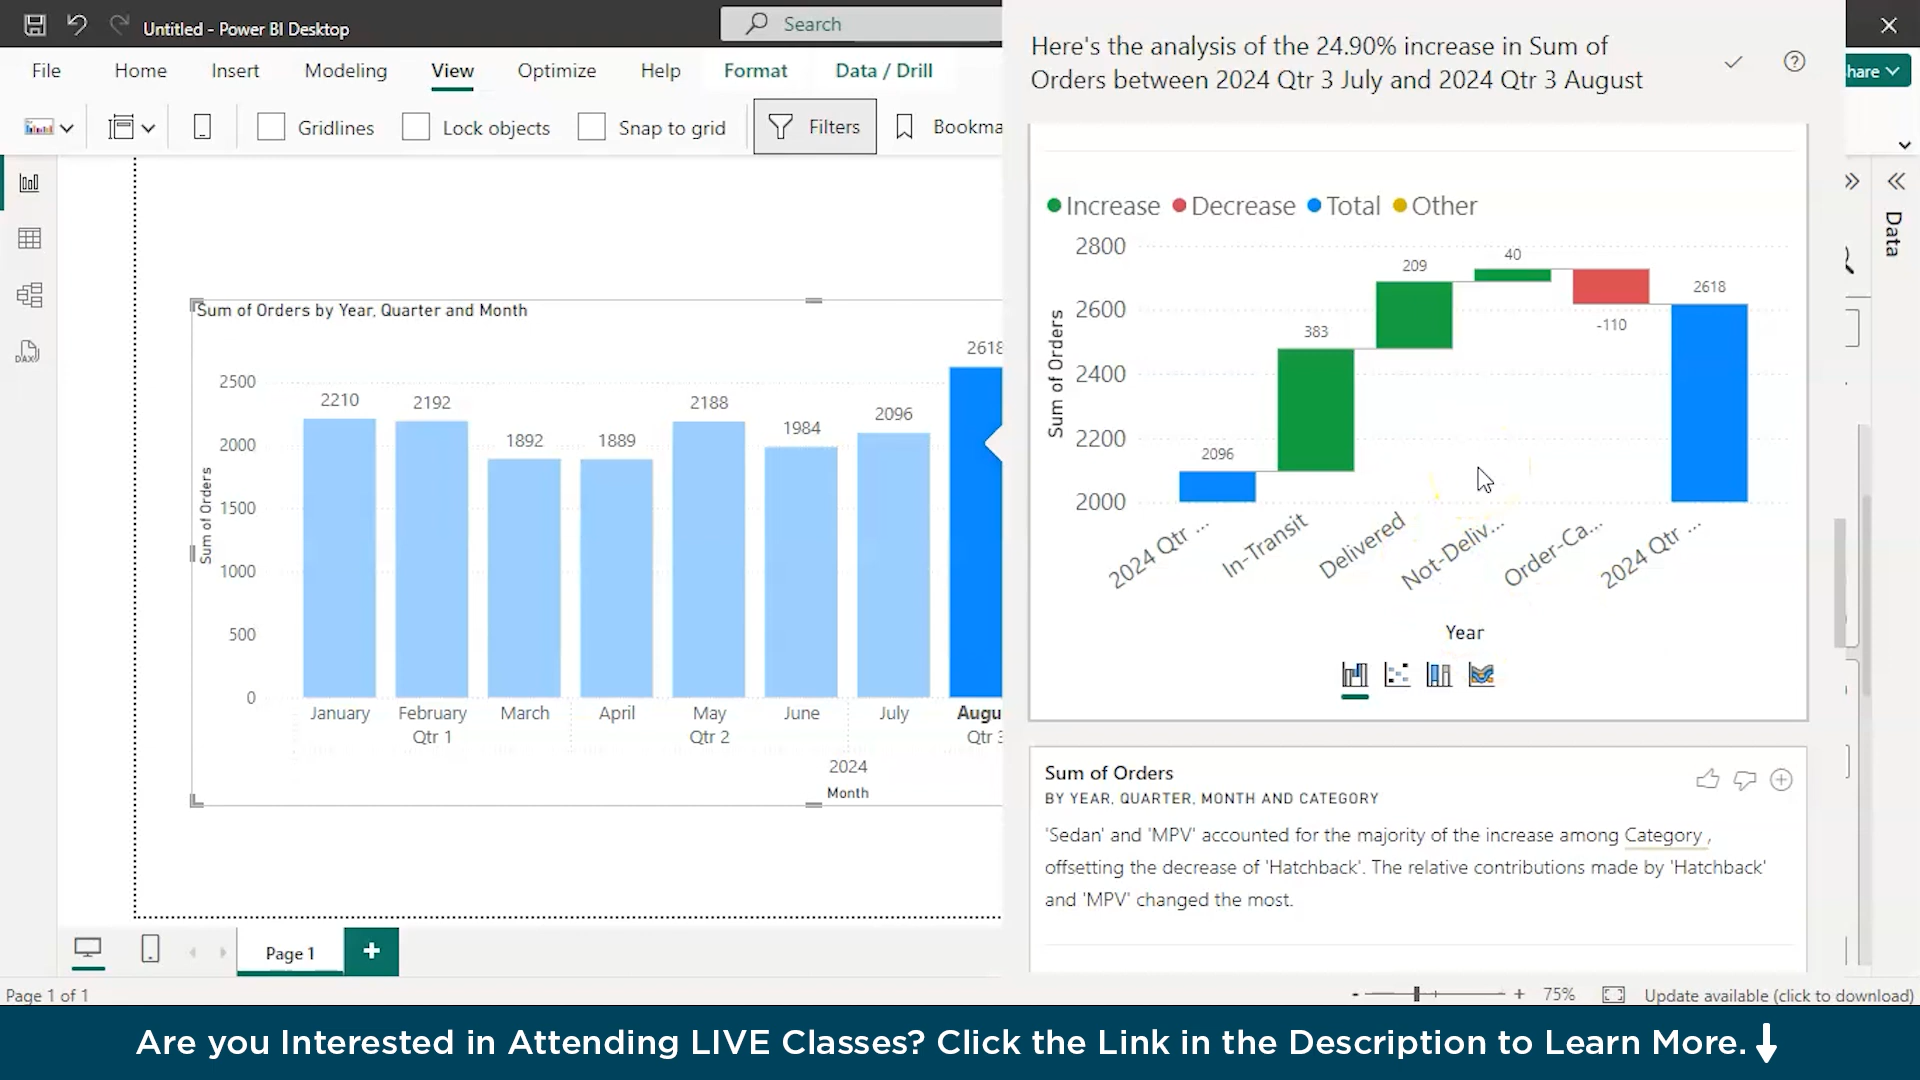 Untitled - Power BI Desktop
Search
File
Home
Insert
Modeling
View
Optimize
Help
Format
Data / Drill
hare
Gridlines
Lock objects
Snap to grid
Filters
Bookma
Sum of Orders by Year, Quarter and Month
Sum of Orders
2500
2000
1500
1000
500
0
2210
2192
1892
1889
2188
1984
2096
2618
January
February
March
April
May
June
July
Augu
Qtr 1
Qtr 2
Qtr 3
2024
Month
Here's the analysis of the 24.90% increase in Sum of
Orders between 2024 Qtr 3 July and 2024 Qtr 3 August
Increase
Decrease
Total
Other
Sum of Orders
2800
2600
2400
2200
2000
2096
383
209
40
-110
2618
2024 Qtr ...
In-Transit
Delivered
Not-Deliv...
Order-Ca...
2024 Qtr ...
Year
Sum of Orders
BY YEAR, QUARTER, MONTH AND CATEGORY
'Sedan' and 'MPV' accounted for the majority of the increase among Category ,
offsetting the decrease of 'Hatchback'. The relative contributions made by 'Hatchback'
and 'MPV' changed the most.
Data
DAX
Page 1
Page 1 of 1
75%
Update available (click to download)
Are you Interested in Attending LIVE Classes? Click the Link in the Description to Learn More.